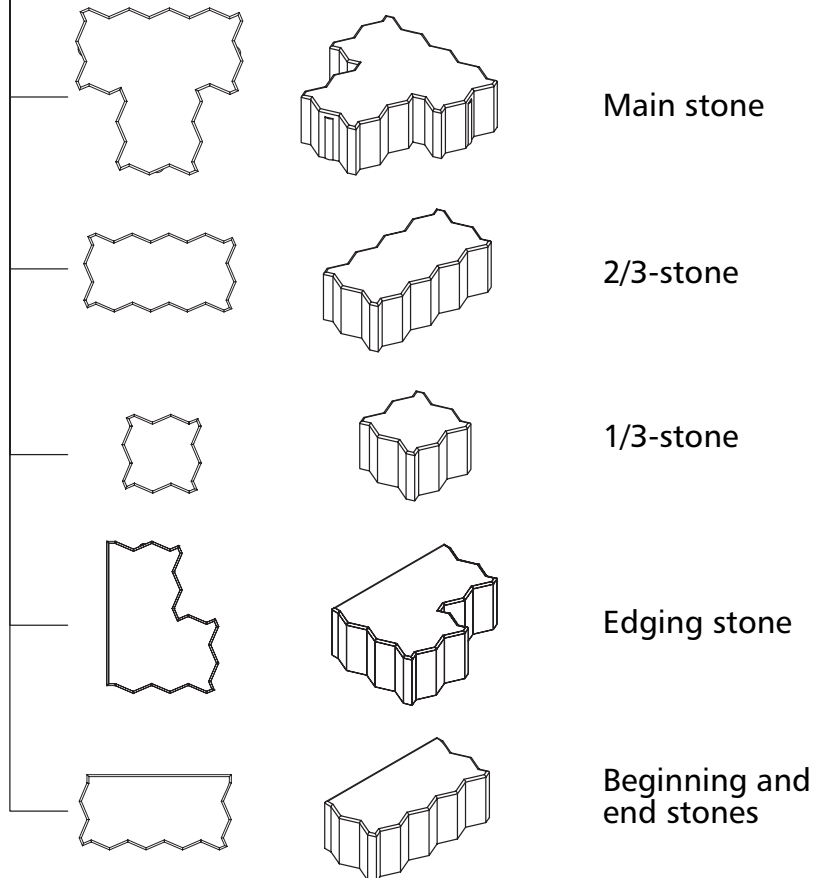 Main stone
2/3-stone
1/3-stone
Edging stone
Beginning and
end stones